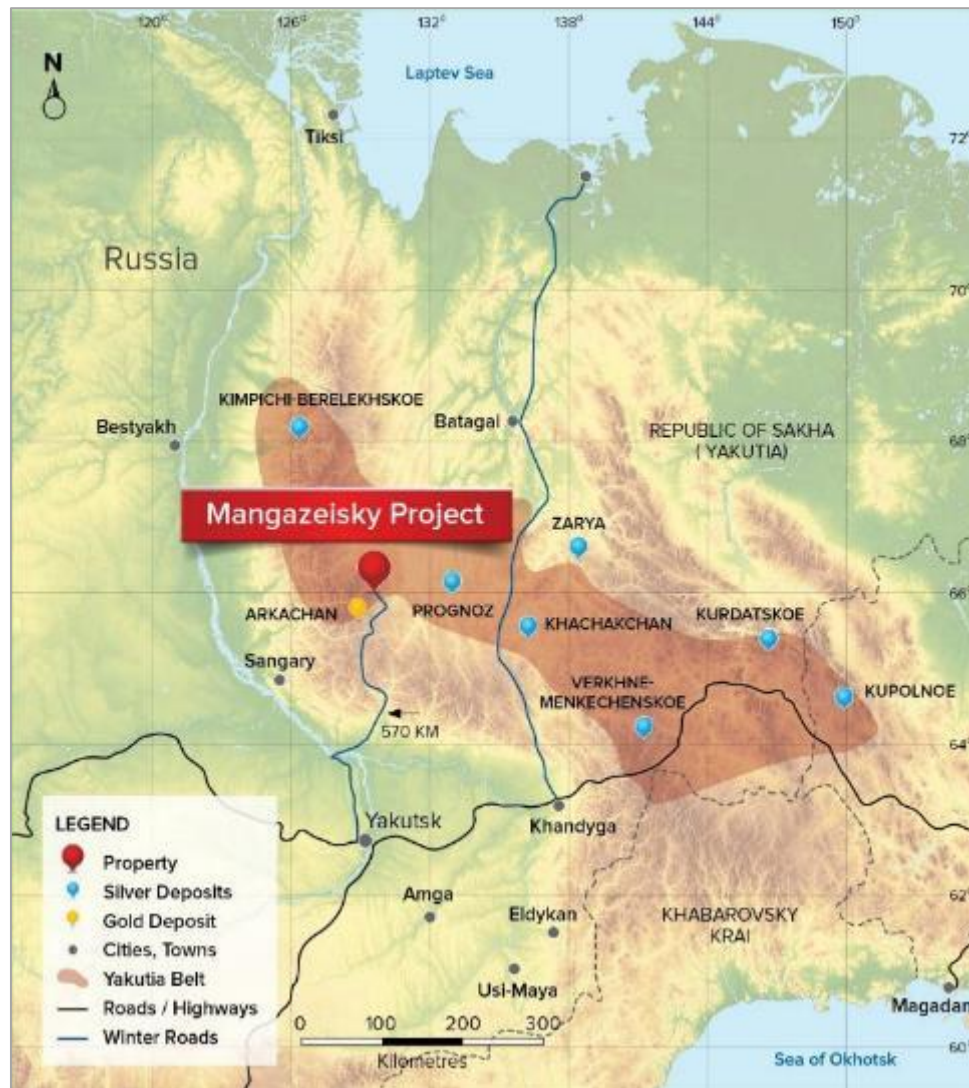 120°
126°
132°
138°
144°
150°
N
Laptev Sea
Tiksi
72°
Russia
70°
KIMPICHI-BERELEKHSKOE
Bestyakh
Batagai
REPUBLIC OF SAKHA
(YAKUTIA)
68°
Mangazeisky Project
ZARYA
66°
ARKACHAN
PROGNOZ
KHACHAKCHAN
KURDATSKOE
Sangary
VERKHNE-
MENKECHENSKOE
KUPOLNOE
570 KM
64°
LEGEND
Property
Silver Deposits
Gold Deposit
Cities, Towns
Yakutia Belt
Roads / Highways
Winter Roads
Yakutsk
Khandyga
Amga
Eldykan
62°
KHABAROVSKY
KRAI
Usi-Maya
Magadan
0 100 200 300
Kilometres
60°
Sea of Okhotsk